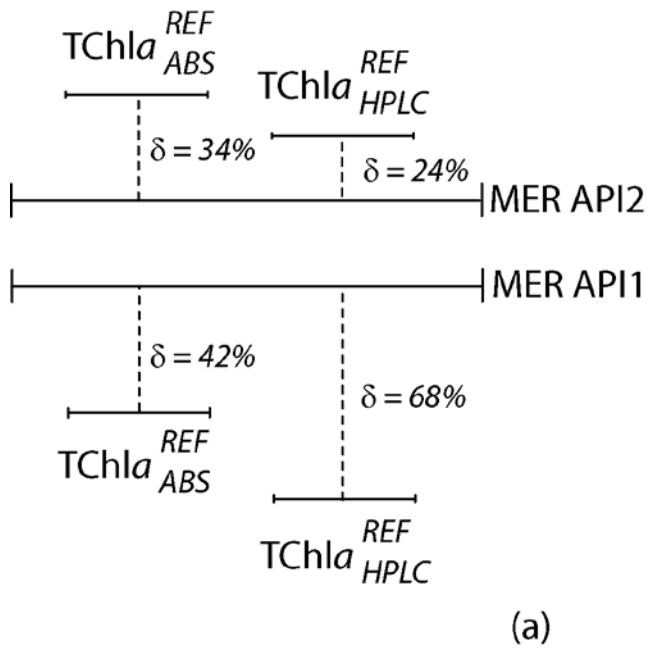 TChla REF ABS
TChla REF HPLC
δ = 34%
δ = 24%
MER API2
MER API1
δ = 42%
δ = 68%
TChla REF ABS
TChla REF HPLC
(a)